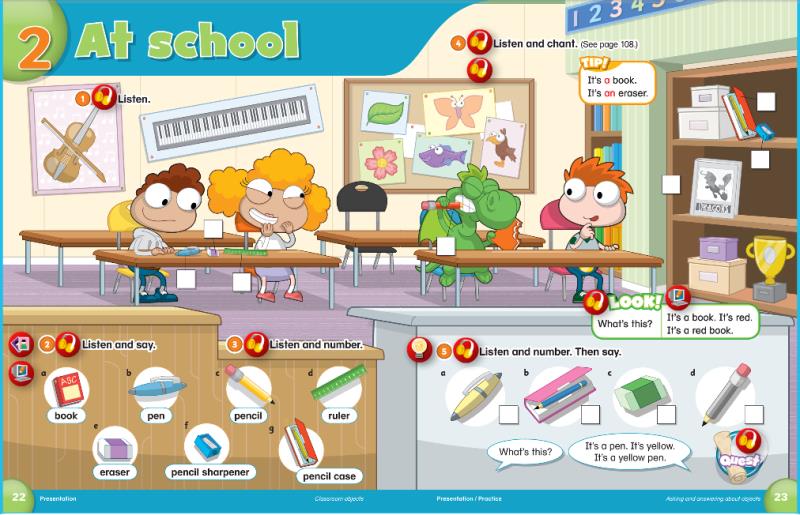 2 At school
1 Listen.
4 Listen and chant. (See page 108.)
1 2 3 4 5
TIP!
It's a book.
It's an eraser.
DRAGONS
LOOK!
What's this?
It's a book. It's red.
It's a red book.
2 Listen and say.
3 Listen and number.
a
ABC
book
b
pen
c
pencil
d
ruler
e
eraser
f
pencil sharpener
g
pencil case
5 Listen and number. Then say.
a
b
c
d
What's this?
It's a pen. It's yellow.
It's a yellow pen.
Quest
22 Presentation
Classroom objects
Presentation / Practice
Asking and answering about objects 23